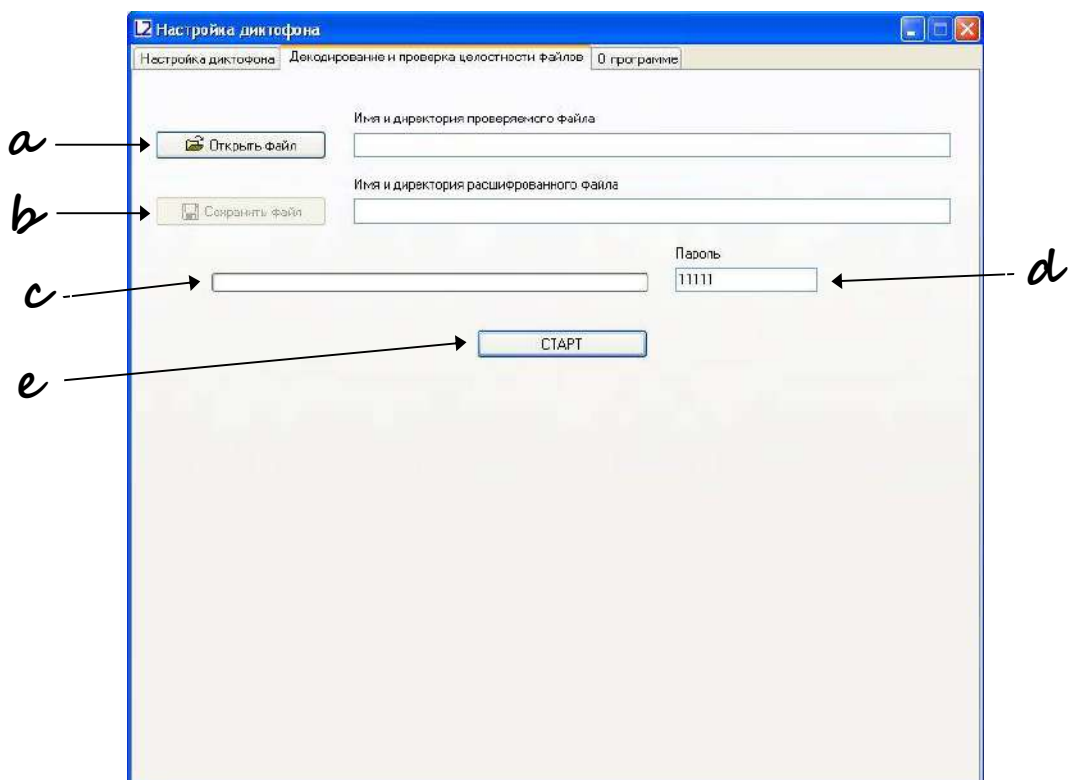 Настройка диктофона
Настройка диктофона Декодирование и проверка целостности файлов О программе
Имя и директория проверяемого файла
a Открыть файл
Имя и директория расшифрованного файла
b Сохранить файл
Пароль
c 11111 d
СТАРТ
e